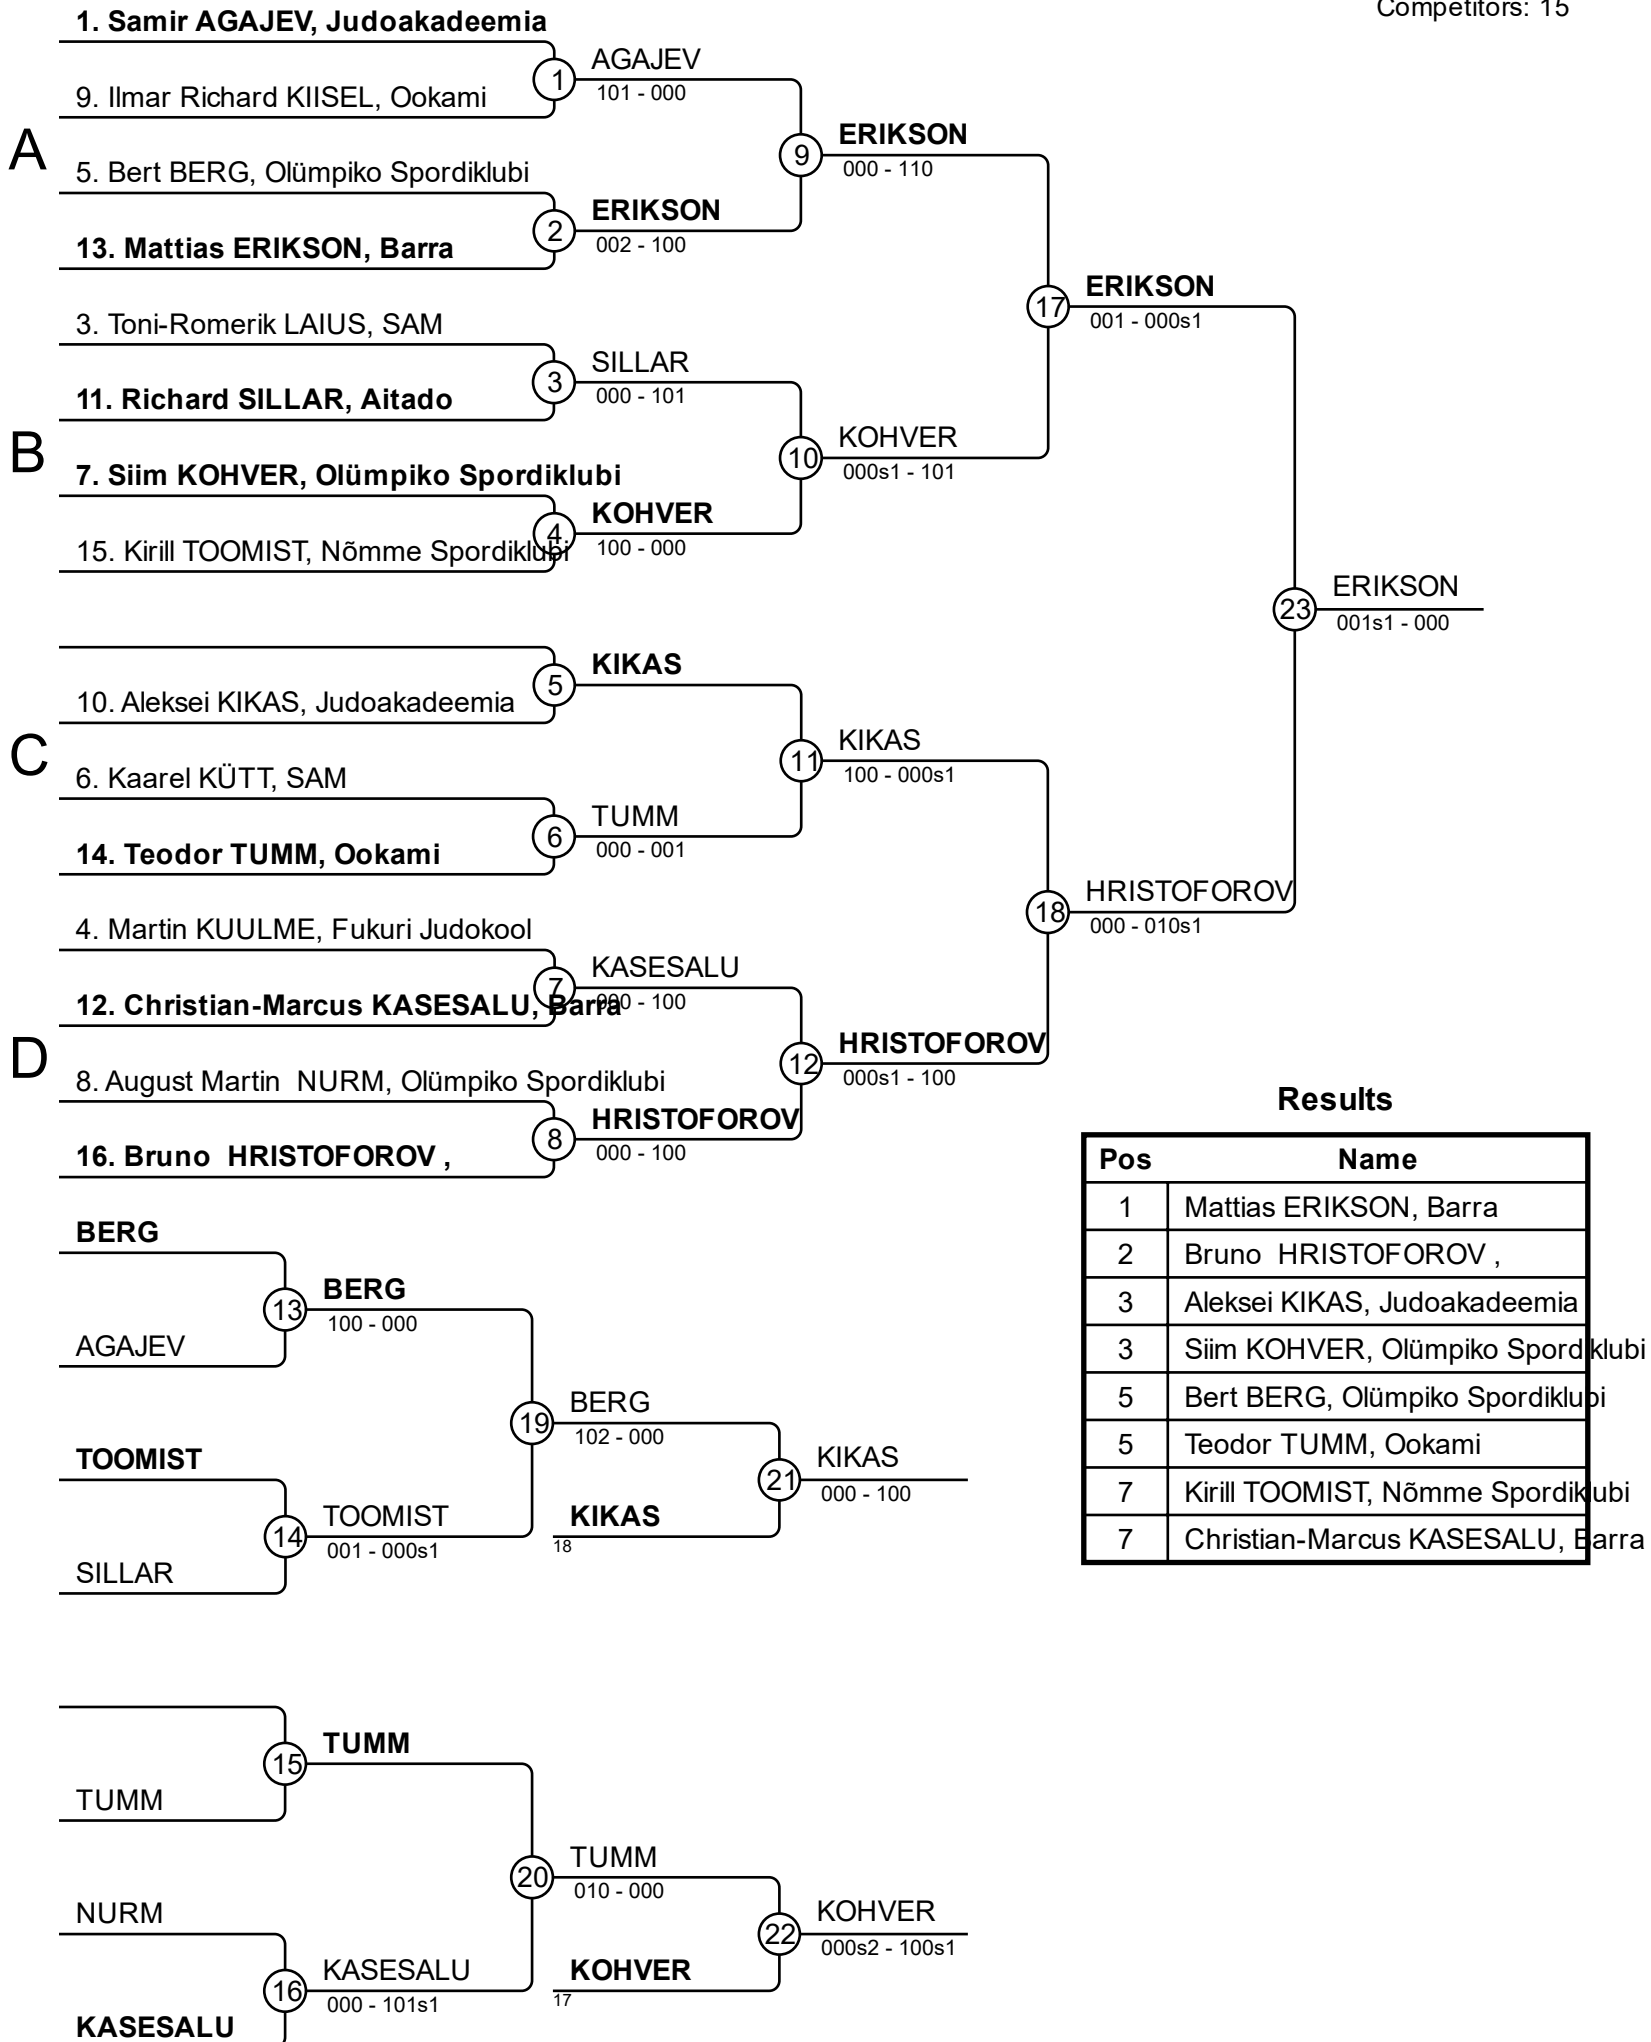 Competitors: 15
1. Samir AGAJEV, Judoakadeemia
AGAJEV
1
101 - 000
9. Ilmar Richard KIISEL, Ookami
ERIKSON
A
9
000 - 110
5. Bert BERG, Olümpiko Spordiklubi
ERIKSON
2
002 - 100
13. Mattias ERIKSON, Barra
ERIKSON
17
001 - 000s1
3. Toni-Romerik LAIUS, SAM
SILLAR
3
000 - 101
11. Richard SILLAR, Aitado
KOHVER
B
10
000s1 - 101
7. Siim KOHVER, Olümpiko Spordiklubi
KOHVER
4
100 - 000
15. Kirill TOOMIST, Nõmme Spordiklubi
ERIKSON
23
001s1 - 000
KIKAS
5
10. Aleksei KIKAS, Judoakadeemia
KIKAS
C
11
100 - 000s1
6. Kaarel KÜTT, SAM
TUMM
6
000 - 001
14. Teodor TUMM, Ookami
HRISTOFOROV
18
000 - 010s1
4. Martin KUULME, Fukuri Judokool
KASESALU
7
000 - 100
12. Christian-Marcus KASESALU, Barra
HRISTOFOROV
D
12
000s1 - 100
8. August Martin  NURM, Olümpiko Spordiklubi
HRISTOFOROV
8
000 - 100
16. Bruno  HRISTOFOROV ,
Results
Pos Name
1 Mattias ERIKSON, Barra
2 Bruno  HRISTOFOROV ,
3 Aleksei KIKAS, Judoakadeemia
3 Siim KOHVER, Olümpiko Spordiklubi
5 Bert BERG, Olümpiko Spordiklubi
5 Teodor TUMM, Ookami
7 Kirill TOOMIST, Nõmme Spordiklubi
7 Christian-Marcus KASESALU, Barra
BERG
BERG
13
100 - 000
AGAJEV
BERG
19
102 - 000
TOOMIST
KIKAS
21
000 - 100
TOOMIST
14
001 - 000s1
KIKAS
18
SILLAR
TUMM
15
TUMM
TUMM
20
010 - 000
NURM
KOHVER
22
000s2 - 100s1
KASESALU
16
000 - 101s1
KOHVER
17
KASESALU